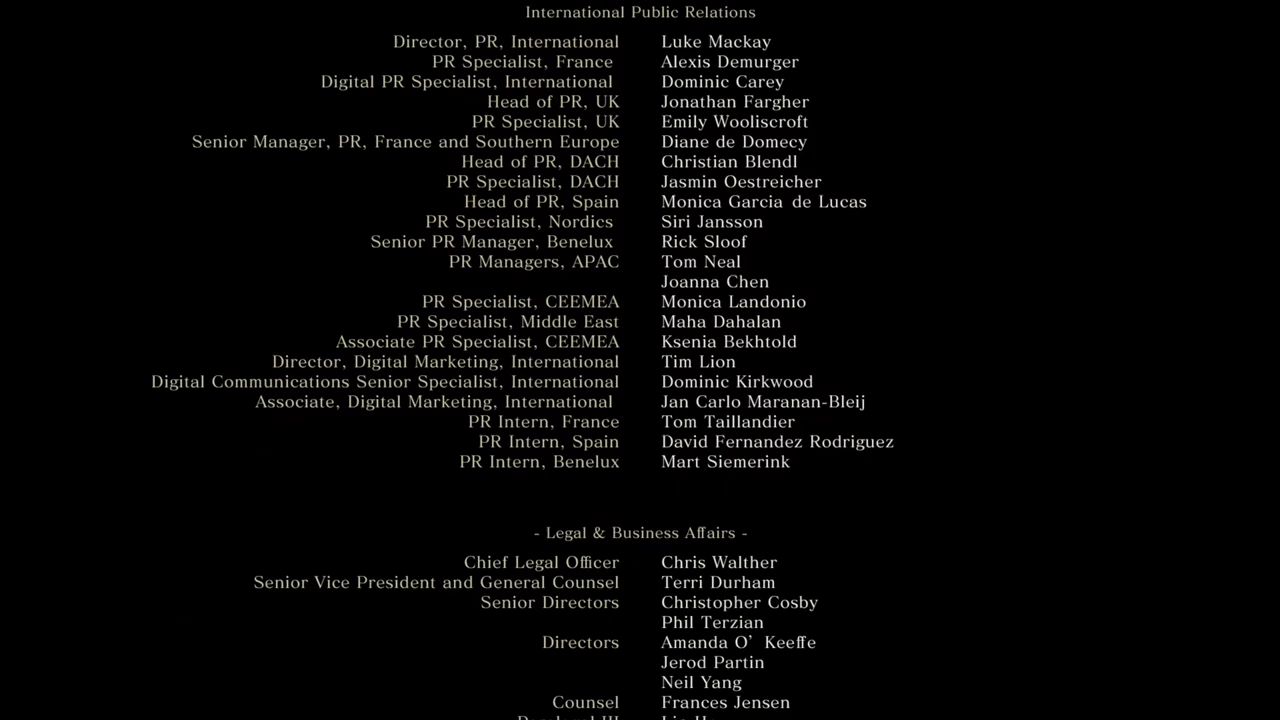 International Public Relations
Director, PR, International Luke Mackay
PR Specialist, France Alexis Demurger
Digital PR Specialist, International Dominic Carey
Head of PR, UK Jonathan Fargher
PR Specialist, UK Emily Wooliscroft
Senior Manager, PR, France and Southern Europe Diane de Domecy
Head of PR, DACH Christian Blendl
PR Specialist, DACH Jasmin Oestreicher
Head of PR, Spain Monica Garcia de Lucas
PR Specialist, Nordics Siri Jansson
Senior PR Manager, Benelux Rick Sloof
PR Managers, APAC Tom Neal
Joanna Chen
PR Specialist, CEEMEA Monica Landonio
PR Specialist, Middle East Maha Dahalan
Associate PR Specialist, CEEMEA Ksenia Bekhtold
Director, Digital Marketing, International Tim Lion
Digital Communications Senior Specialist, International Dominic Kirkwood
Associate, Digital Marketing, International Jan Carlo Maranan-Bleij
PR Intern, France Tom Taillandier
PR Intern, Spain David Fernandez Rodriguez
PR Intern, Benelux Mart Siemerink
- Legal & Business Affairs -
Chief Legal Officer Chris Walther
Senior Vice President and General Counsel Terri Durham
Senior Directors Christopher Cosby
Phil Terzian
Directors Amanda O’ Keeffe
Jerod Partin
Neil Yang
Counsel Frances Jensen